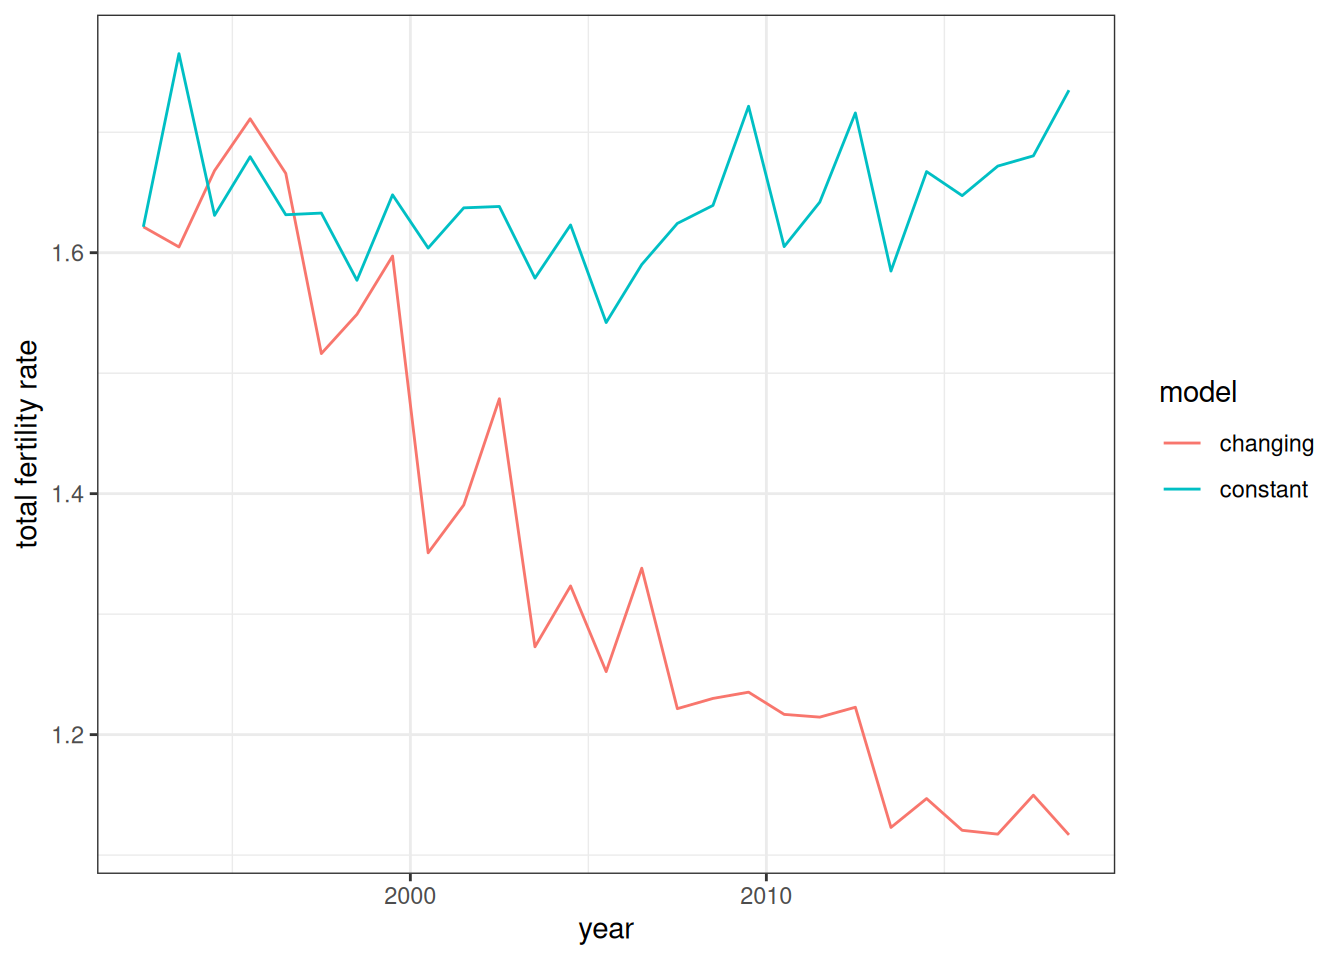 total fertility rate
1.6
1.4
1.2
2000
2010
year
model
changing
constant